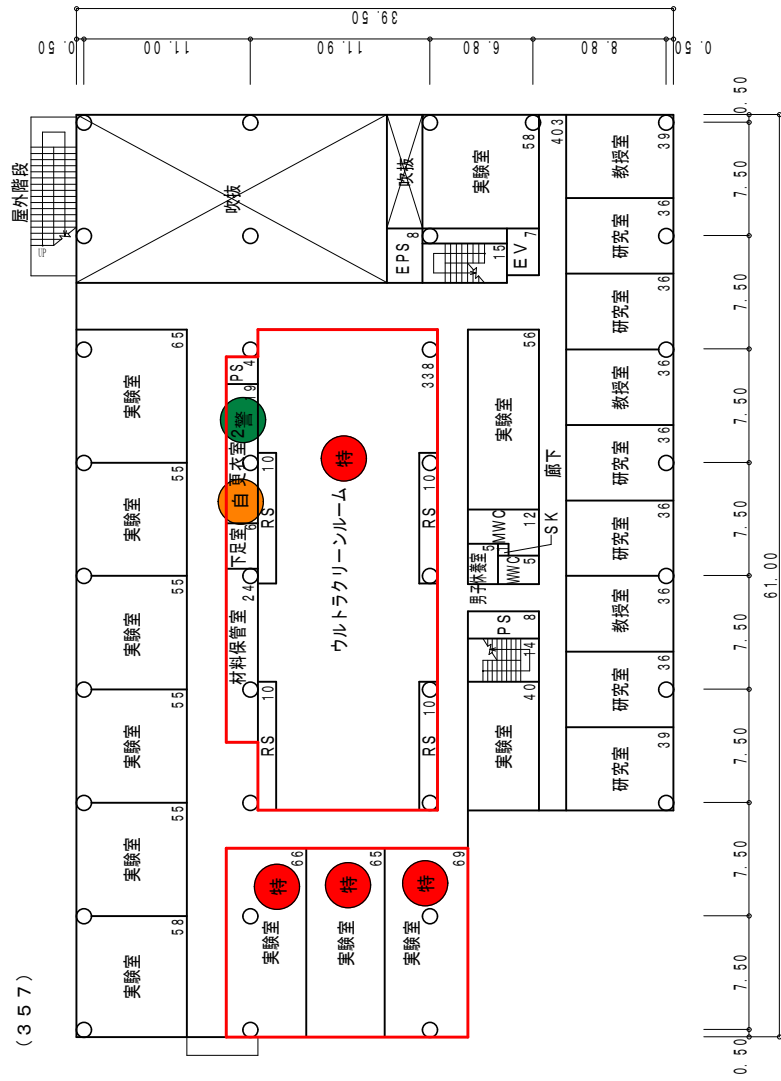 39.50
0.50
11.00
11.90
6.80
8.80
0.50
屋外階段
吹抜
吹抜
実験室
58
403
教授室
39
EPS
8
15
EV
7
研究室
36
研究室
36
実験室
65
PS
4
338
実験室
56
教授室
36
実験室
55
更衣室2
19
警
自
特
RS
10
RS
10
ウルトラクリーンルーム
廊下
研究室
36
研究室
36
下足室
6
MWC
12
SK
男子休養室
5
WWC
5
実験室
55
材料保管室
24
PS
8
14
教授室
36
実験室
55
RS
10
RS
10
実験室
40
研究室
36
研究室
39
実験室
55
実験室
58
実験室
66
特
実験室
65
特
実験室
69
特
(357)
0.50
7.50
7.50
7.50
7.50
7.50
7.50
7.50
7.50
0.50
61.00